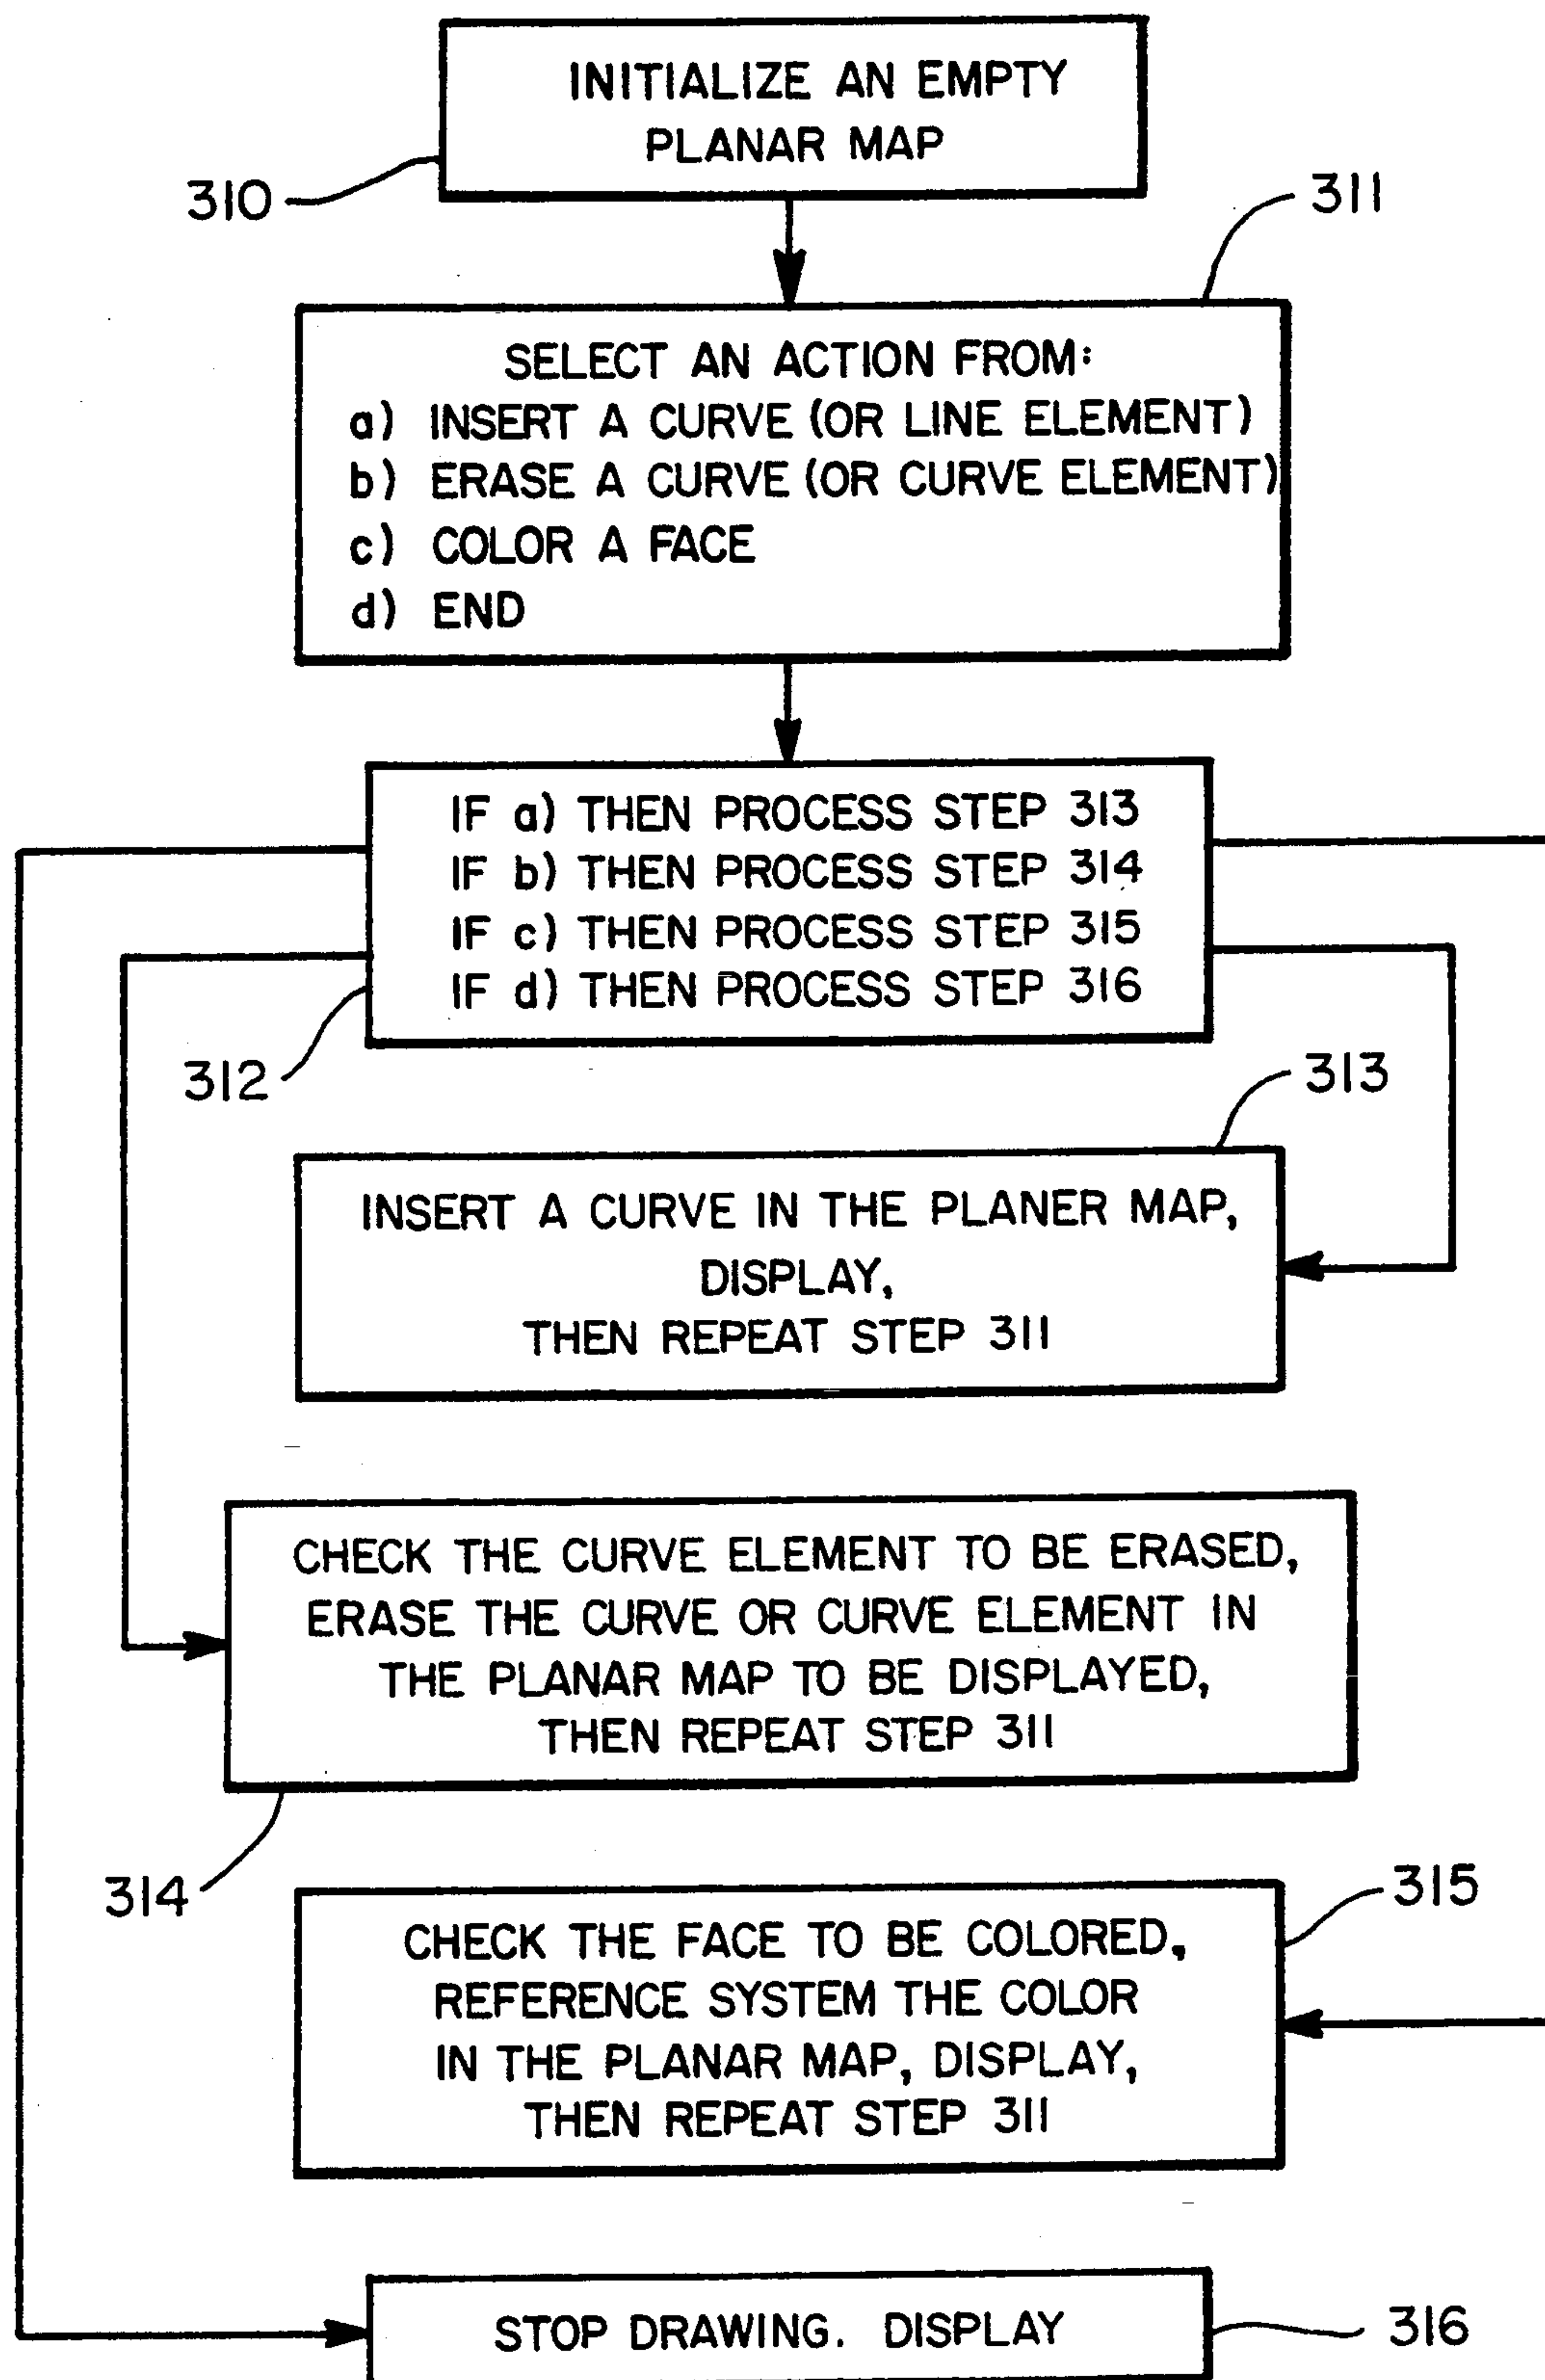 INITIALIZE AN EMPTY
PLANAR MAP
310
311
SELECT AN ACTION FROM:
a) INSERT A CURVE (OR LINE ELEMENT)
b) ERASE A CURVE (OR CURVE ELEMENT)
c) COLOR A FACE
d) END
IF a) THEN PROCESS STEP 313
IF b) THEN PROCESS STEP 314
IF c) THEN PROCESS STEP 315
IF d) THEN PROCESS STEP 316
312
313
INSERT A CURVE IN THE PLANER MAP,
DISPLAY,
THEN REPEAT STEP 311
CHECK THE CURVE ELEMENT TO BE ERASED,
ERASE THE CURVE OR CURVE ELEMENT IN
THE PLANAR MAP TO BE DISPLAYED,
THEN REPEAT STEP 311
314
315
CHECK THE FACE TO BE COLORED,
REFERENCE SYSTEM THE COLOR
IN THE PLANAR MAP, DISPLAY,
THEN REPEAT STEP 311
STOP DRAWING. DISPLAY
316